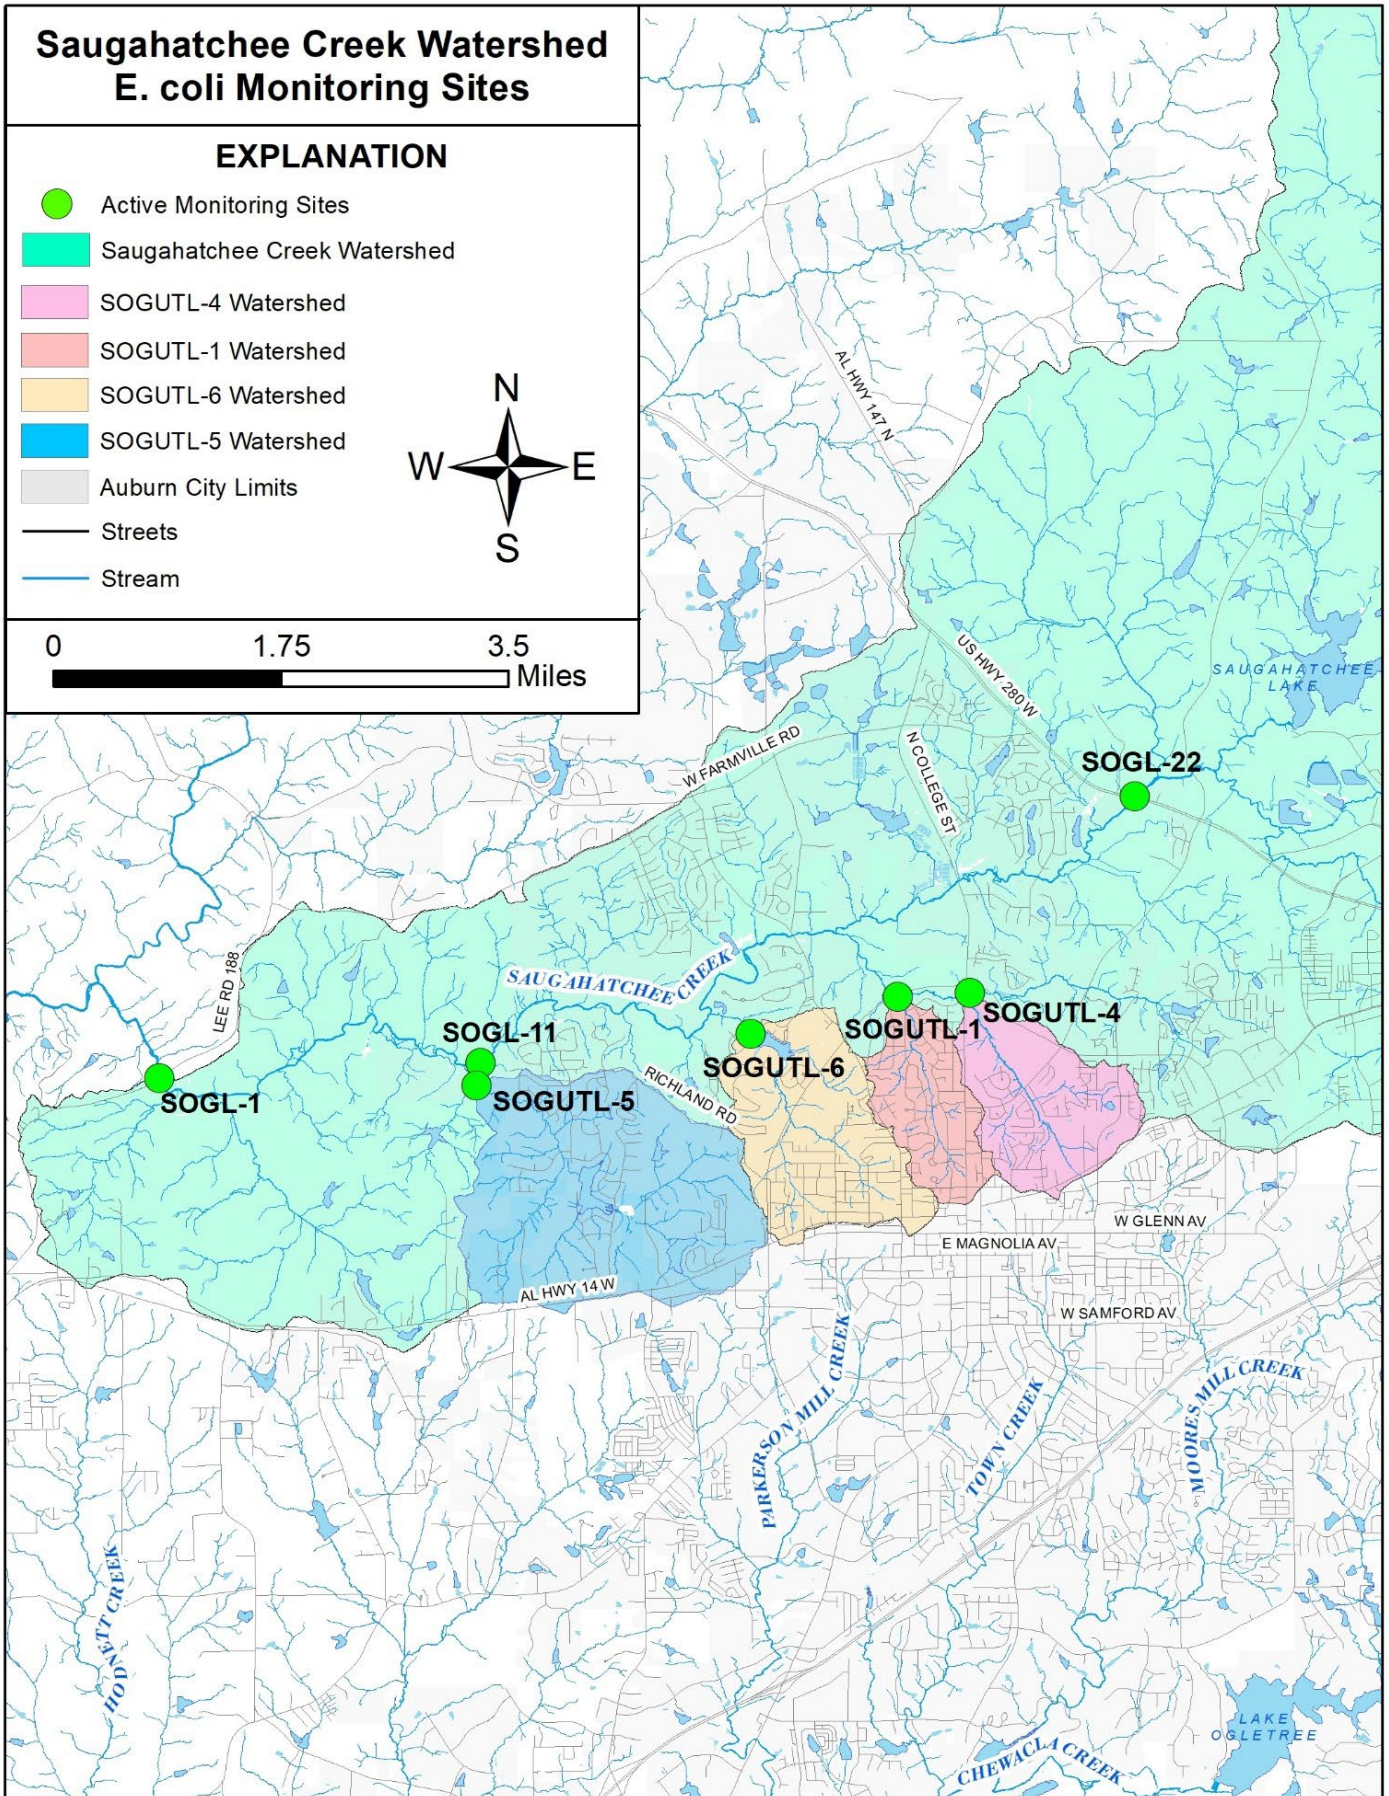 Saugahatchee Creek Watershed
E. coli Monitoring Sites
EXPLANATION
Active Monitoring Sites
Saugahatchee Creek Watershed
SOGUTL-4 Watershed
SOGUTL-1 Watershed
SOGUTL-6 Watershed
SOGUTL-5 Watershed
Auburn City Limits
Streets
Stream
N
W E
S
0 1.75 3.5
Miles
AL HWY 147 N
US HWY 280 W
SAUGAHATCHEE
LAKE
W FARMVILLE RD
N COLLEGE ST
SOGL-22
SAUGAHATCHEE CREEK
LEE RD 188
SOGUTL-4
SOGUTL-1
SOGL-11
SOGUTL-6
RICHLAND RD
SOGL-1
SOGUTL-5
W GLENN AV
E MAGNOLIA AV
AL HWY 14 W
W SAMFORD AV
PARKERSON MILL CREEK
TOWN CREEK
MOORES MILL CREEK
HODNETT CREEK
LAKE
OGLETREE
CHEWACLA CREEK